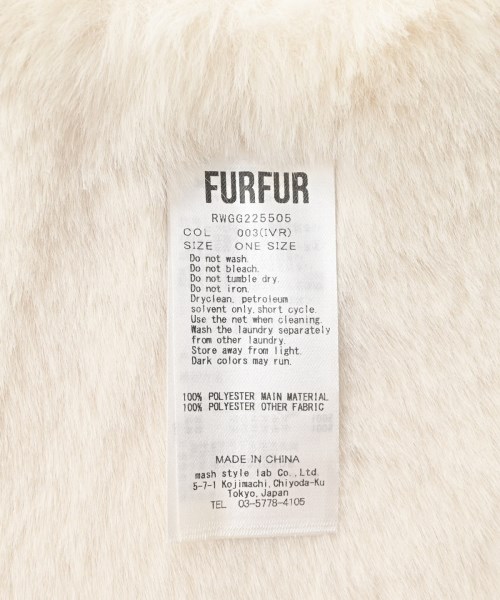 FURFUR
RWGG225505
COL 003(IVR)
SIZE ONE SIZE
Do not wash.
Do not bleach.
Do not tumble dry.
Do not iron.
Dryclean, petroleum
solvent only,short cycle.
Use the net when cleaning.
Wash the laundry separately
from other laundry.
Store away from light.
Dark colors may run.
100% POLYESTER MAIN MATERIAL
100% POLYESTER OTHER FABRIC
MADE IN CHINA
mash style lab Co.,Ltd.
5-7-1 Kojimachi,Chiyoda-Ku
Tokyo,Japan
TEL 03-5778-4105